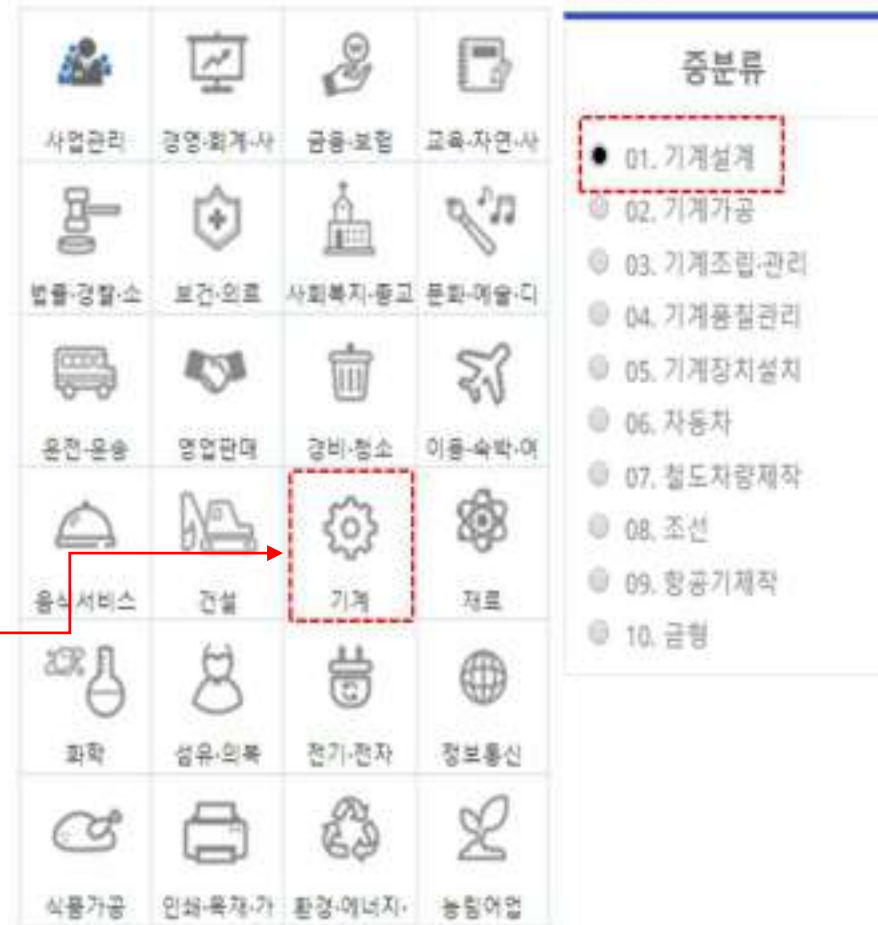 사업관리
경영·회계·사
금융·보험
교육·자연·사
법률·경찰·소
보건·의료
사회복지·종교
문화·예술·디
운전·운송
영업판매
경비·청소
이용·숙박·여
음식서비스
건설
기계
재료
화학
섬유·의복
전기·전자
정보통신
식품가공
인쇄·목재·가
환경·에너지·
농림어업
중분류
01. 기계설계
02. 기계가공
03. 기계조립·관리
04. 기계품질관리
05. 기계장치설치
06. 자동차
07. 철도차량제작
08. 조선
09. 항공기제작
10. 금형